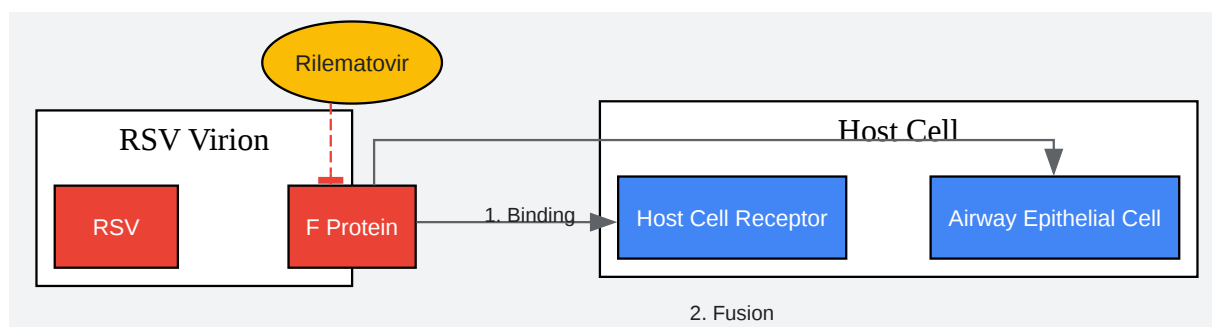 Rilematovir
RSV Virion
Host Cell
RSV
F Protein
1. Binding
Host Cell Receptor
Airway Epithelial Cell
2. Fusion